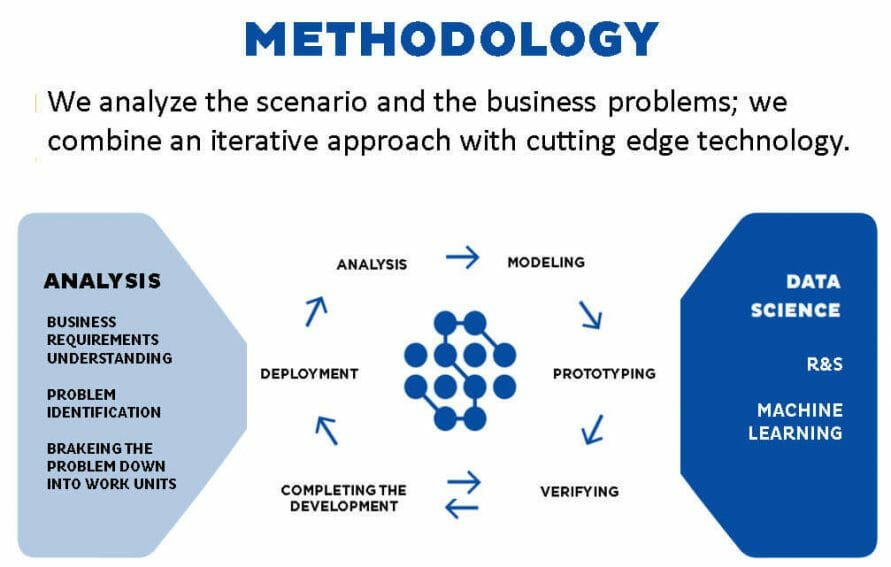 METHODOLOGY
We analyze the scenario and the business problems; we
combine an iterative approach with cutting edge technology.
ANALYSIS
BUSINESS
REQUIREMENTS
UNDERSTANDING
PROBLEM
IDENTIFICATION
BRAKEING THE
PROBLEM DOWN
INTO WORK UNITS
ANALYSIS
MODELING
DEPLOYMENT
PROTOTYPING
COMPLETING THE
DEVELOPMENT
VERIFYING
DATA
SCIENCE
R&S
MACHINE
LEARNING